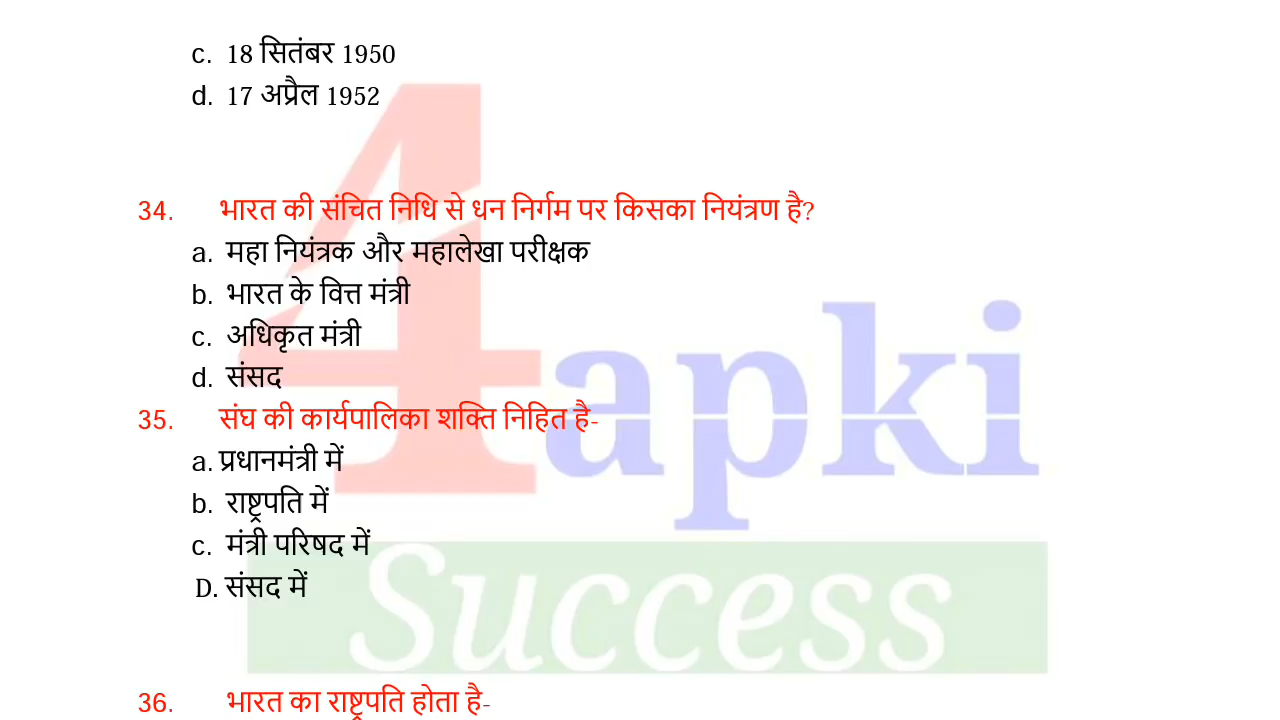 c. 18 सितंबर 1950
d. 17 अप्रैल 1952
34. भारत की संचित निधि से धन निर्गम पर किसका नियंत्रण है?
a. महा नियंत्रक और महालेखा परीक्षक
b. भारत के वित्त मंत्री
c. अधिकृत मंत्री
d. संसद
35. संघ की कार्यपालिका शक्ति निहित है-
a. प्रधानमंत्री में
b. राष्ट्रपति में
c. मंत्री परिषद में
D. संसद में
36. भारत का राष्ट्रपति होता है-
4apki
Success